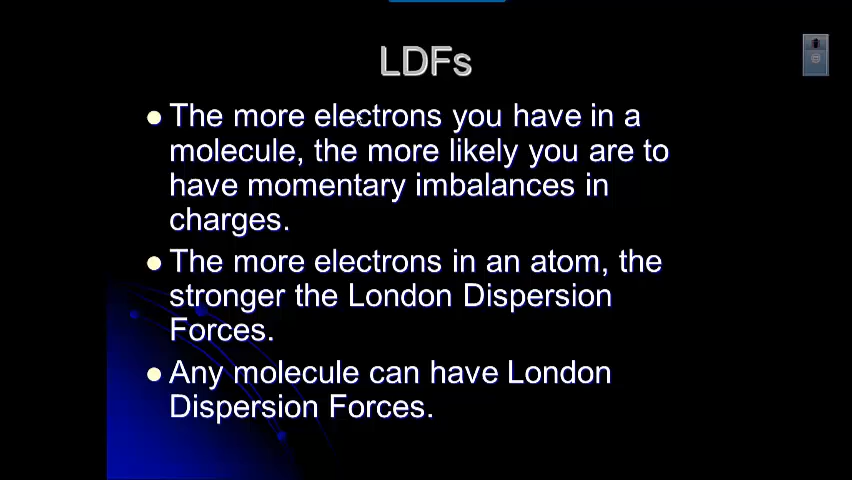 LDFs
The more electrons you have in a
molecule, the more likely you are to
have momentary imbalances in
charges.
The more electrons in an atom, the
stronger the London Dispersion
Forces.
Any molecule can have London
Dispersion Forces.